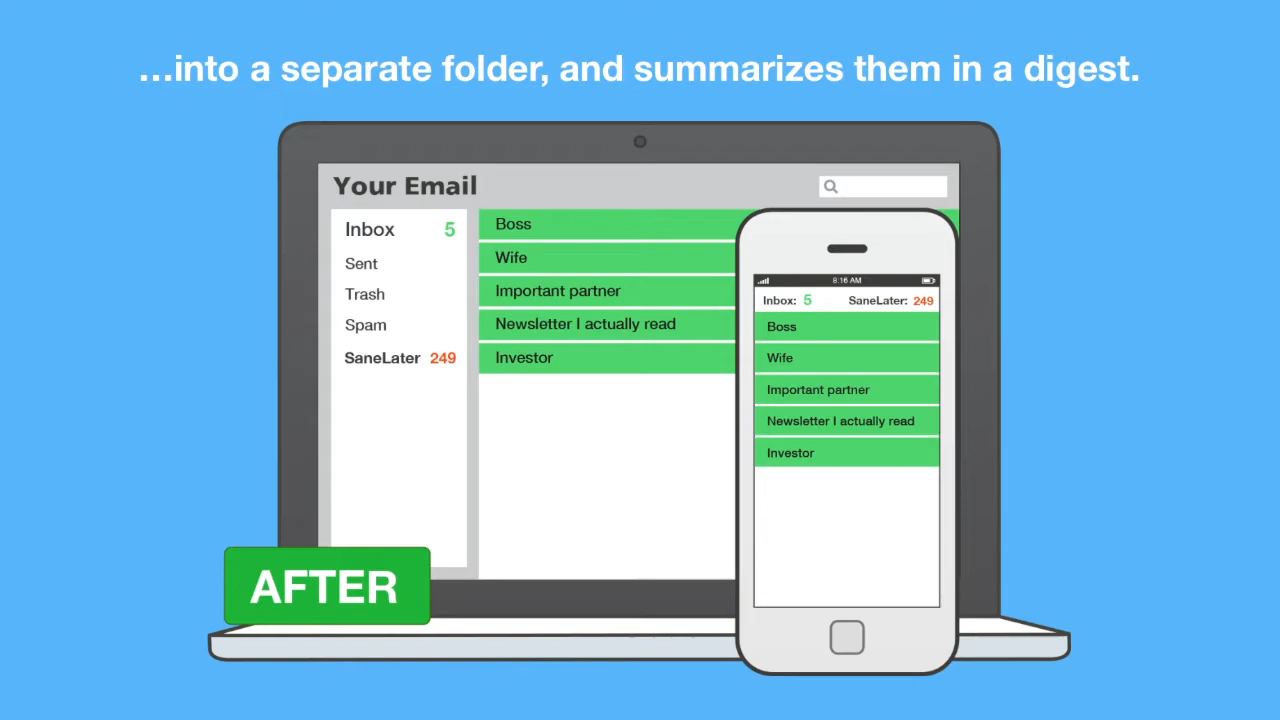 ...into a separate folder, and summarizes them in a digest.
Your Email
Inbox 5
Sent
Trash
Spam
SaneLater 249
Boss
Wife
Important partner
Newsletter I actually read
Investor
8:16 AM
Inbox: 5 SaneLater: 249
Boss
Wife
Important partner
Newsletter I actually read
Investor
AFTER